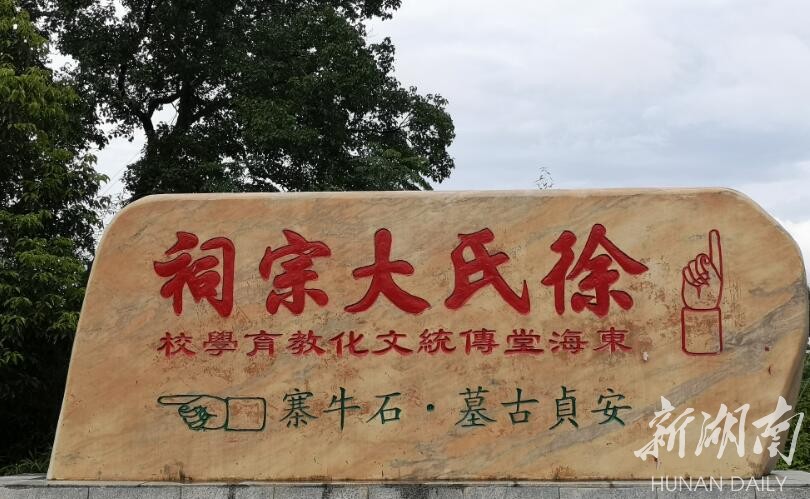 徐氏大宗祠
東海堂傳統文化教育學校
安貞古墓·石牛寨
新湖南
HUNAN DAILY